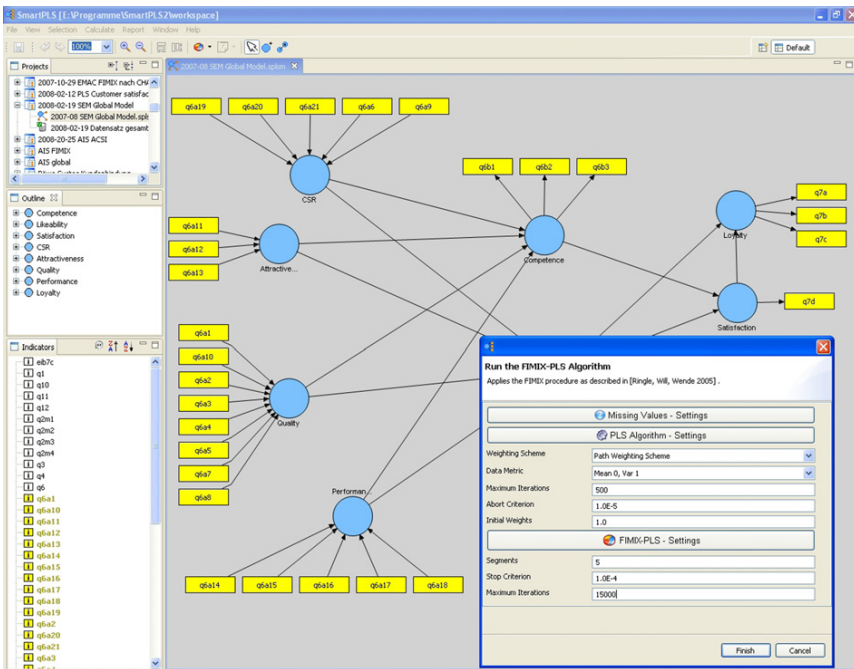 SmartPLS [E:\Programme\SmartPLS2\workspace]
File View Selection Calculate Report Window Help
100%
Default
Projects
2007-10-29 EMAC FIMIX nach CHA
2008-02-12 PLS Customer satisfac
2008-02-19 SEM Global Model
2007-08 SEM Global Model.spls
2008-02-19 Datensatz gesamt
2008-20-25 AIS ACSI
AIS FIMIX
AIS global
Outline
Competence
Likeability
Satisfaction
CSR
Attractiveness
Quality
Performance
Loyalty
Indicators
eib7c
q1
q10
q11
q12
q2m1
q2m2
q2m3
q2m4
q3
q4
q6
q6a1
q6a10
q6a11
q6a12
q6a13
q6a14
q6a15
q6a16
q6a17
q6a18
q6a19
q6a2
q6a20
q6a21
q6a3
2007-08 SEM Global Model.splsm
q6a19 q6a20 q6a21 q6a6 q6a9
CSR
q6b1 q6b2 q6b3
Competence
q6a11
q6a12
q6a13
Attractive...
q7a
q7b
q7c
Loyalty
q7d
Satisfaction
q6a1
q6a10
q6a2
q6a3
q6a4
q6a5
q6a7
q6a8
Quality
Performan...
q6a14 q6a15 q6a16 q6a17 q6a18
Run the FIMIX-PLS Algorithm
Applies the FIMIX procedure as described in [Ringle, Will, Wende 2005] .
Missing Values - Settings
PLS Algorithm - Settings
Weighting Scheme Path Weighting Scheme
Data Metric Mean 0, Var 1
Maximum Iterations 500
Abort Criterion 1.0E-5
Initial Weights 1.0
FIMIX-PLS - Settings
Segments 5
Stop Criterion 1.0E-4
Maximum Iterations 15000
Finish Cancel